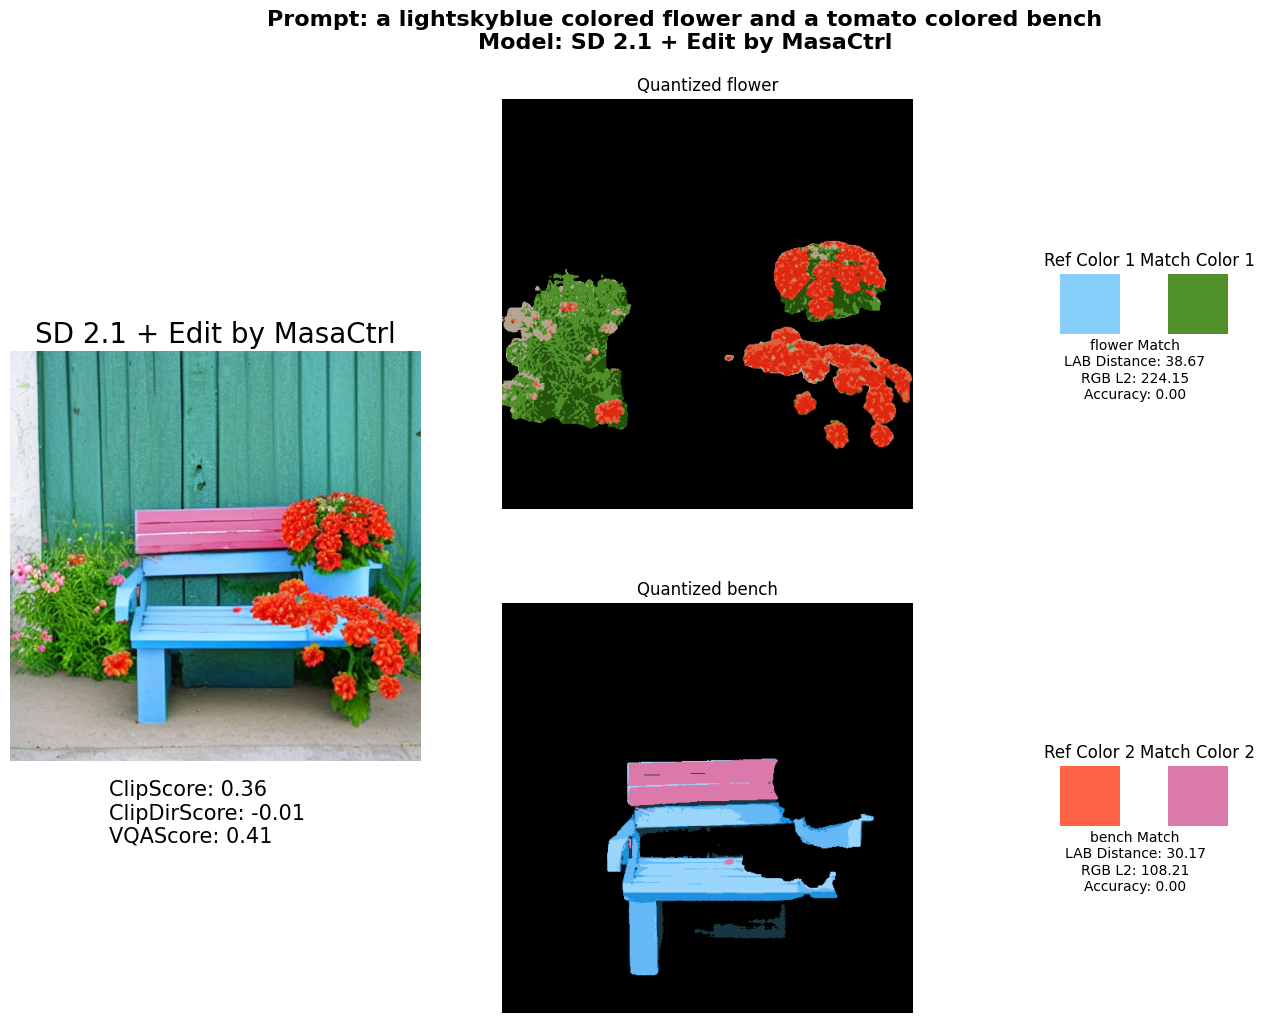 Prompt: a lightskyblue colored flower and a tomato colored bench
Model: SD 2.1 + Edit by MasaCtrl
Quantized flower
Ref Color 1 Match Color 1
flower Match
LAB Distance: 38.67
RGB L2: 224.15
Accuracy: 0.00
SD 2.1 + Edit by MasaCtrl
ClipScore: 0.36
ClipDirScore: -0.01
VQAScore: 0.41
Quantized bench
Ref Color 2 Match Color 2
bench Match
LAB Distance: 30.17
RGB L2: 108.21
Accuracy: 0.00